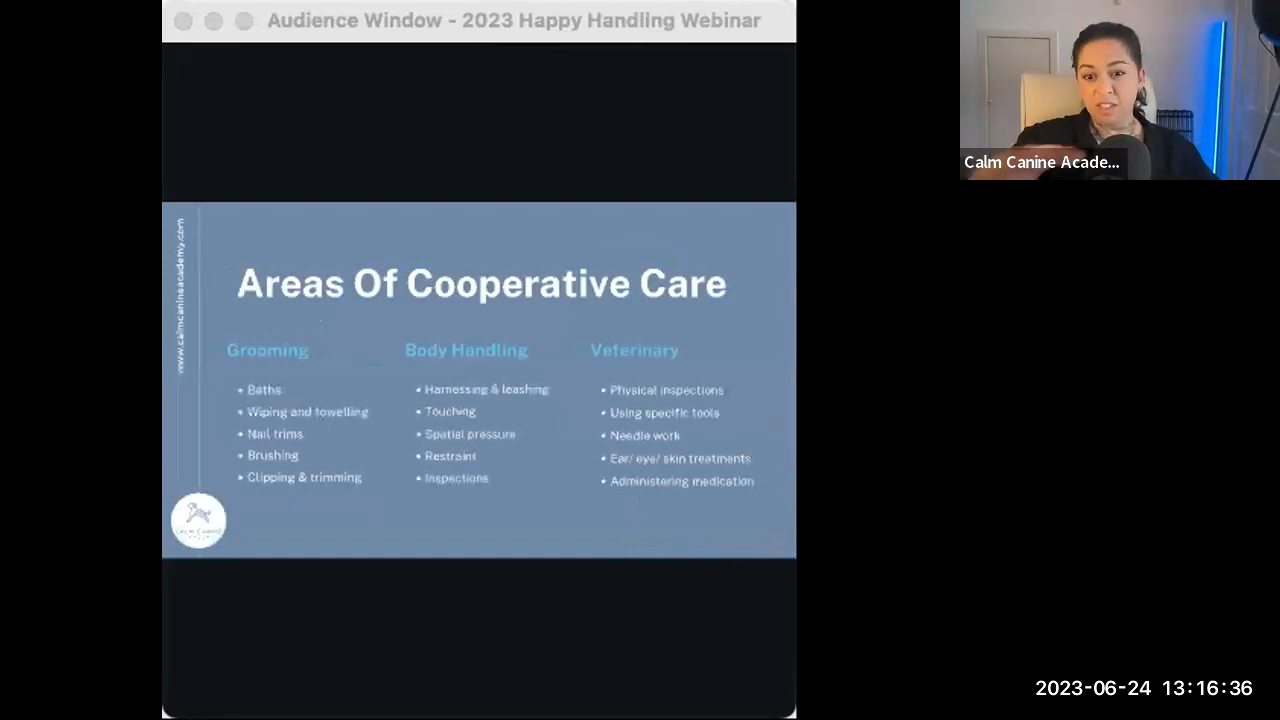 Audience Window - 2023 Happy Handling Webinar
Calm Canine Acade...
www.calmcanineacademy.com
Areas Of Cooperative Care
Grooming
• Baths
• Wiping and towelling
• Nail trims
• Brushing
• Clipping & trimming
Body Handling
• Harnessing & leashing
• Touching
• Spatial pressure
• Restraint
• Inspections
Veterinary
• Physical inspections
• Using specific tools
• Needle work
• Ear/ eye/ skin treatments
• Administering medication
CALM CANINE
2023-06-24 13:16:36